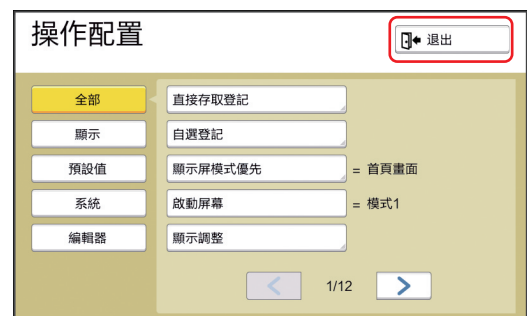 操作配置
退出
全部
直接存取登記
顯示
自選登記
預設值
顯示屏模式優先 = 首頁畫面
系統
啟動屏幕 = 模式1
編輯器
顯示調整
1/12